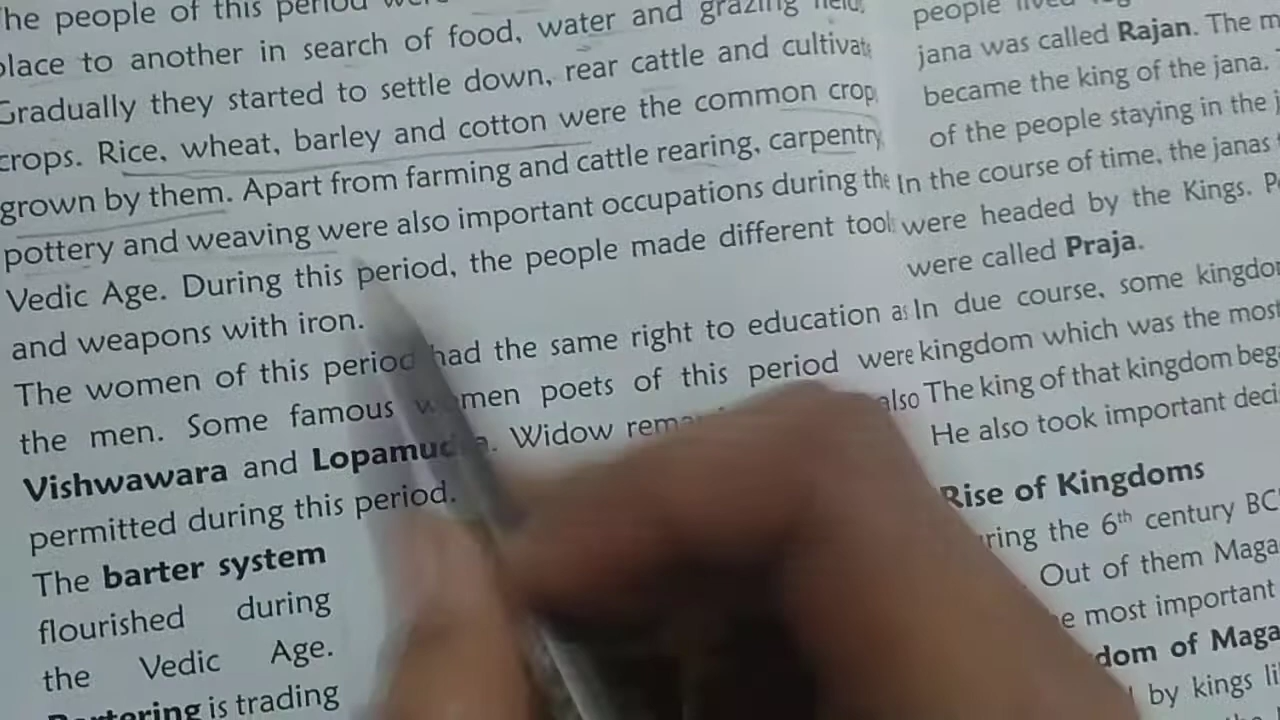 The people of this period were
place to another in search of food, water and grazing field.
Gradually they started to settle down, rear cattle and cultivate
crops. Rice, wheat, barley and cotton were the common crop
grown by them. Apart from farming and cattle rearing, carpentry
pottery and weaving were also important occupations during the
Vedic Age. During this period, the people made different tool
and weapons with iron.
The women of this period had the same right to education as
the men. Some famous women poets of this period were
Vishwawara and Lopamudra. Widow also
permitted during this period.
The barter system
flourished during
the Vedic Age.
Bartering is trading
people lived
jana was called Rajan. The
became the king of the jana.
of the people staying in the
In the course of time, the janas
were headed by the Kings.
were called Praja.
In due course, some kingdo
kingdom which was the most
The king of that kingdom beg
He also took important deci
Rise of Kingdoms
ring the 6th century BC
Out of them Maga
e most important
dom of Maga
by kings li